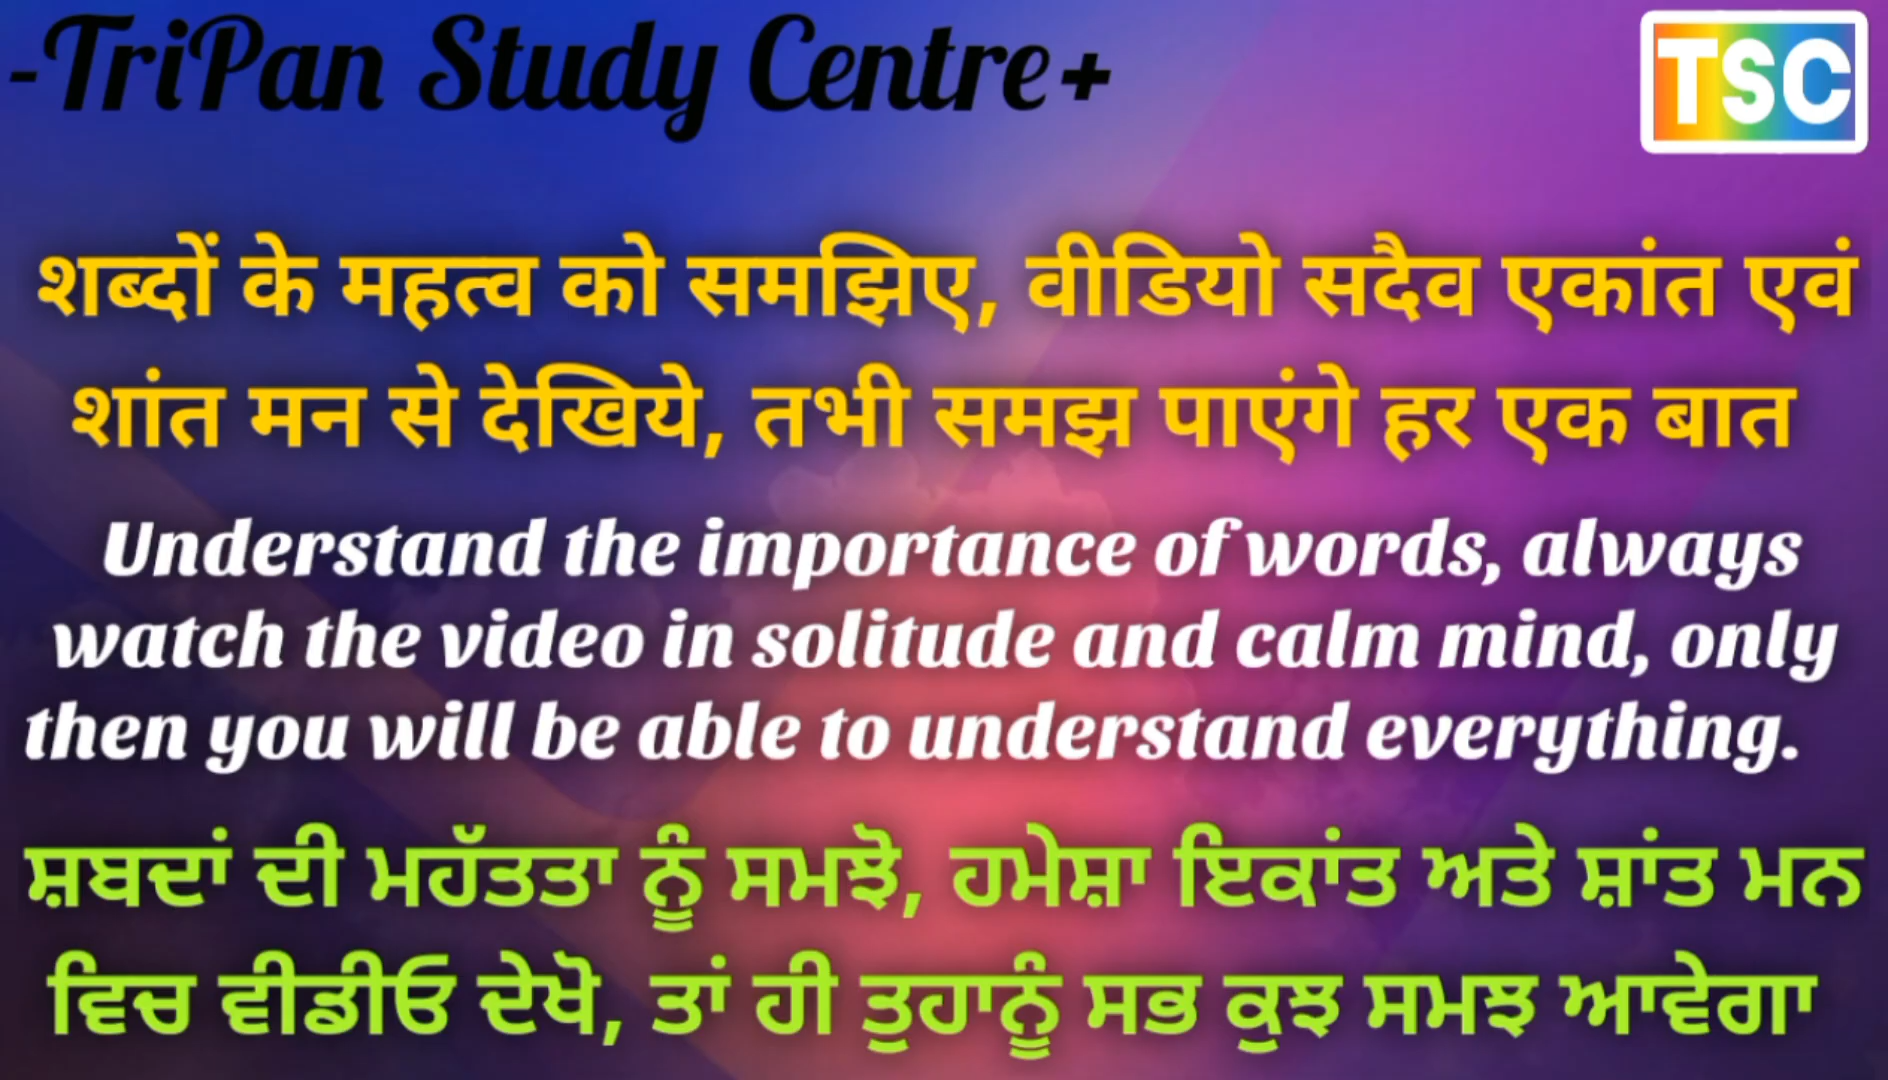 -TriPan Study Centre+
TSC
शब्दों के महत्व को समझिए, वीडियो सदैव एकांत एवं
शांत मन से देखिये, तभी समझ पाएंगे हर एक बात
Understand the importance of words, always
watch the video in solitude and calm mind, only
then you will be able to understand everything.
ਸ਼ਬਦਾਂ ਦੀ ਮਹੱਤਤਾ ਨੂੰ ਸਮਝੋ, ਹਮੇਸ਼ਾ ਇਕਾਂਤ ਅਤੇ ਸ਼ਾਂਤ ਮਨ
ਵਿਚ ਵੀਡੀਓ ਦੇਖੋ, ਤਾਂ ਹੀ ਤੁਹਾਨੂੰ ਸਭ ਕੁਝ ਸਮਝ ਆਵੇਗਾ